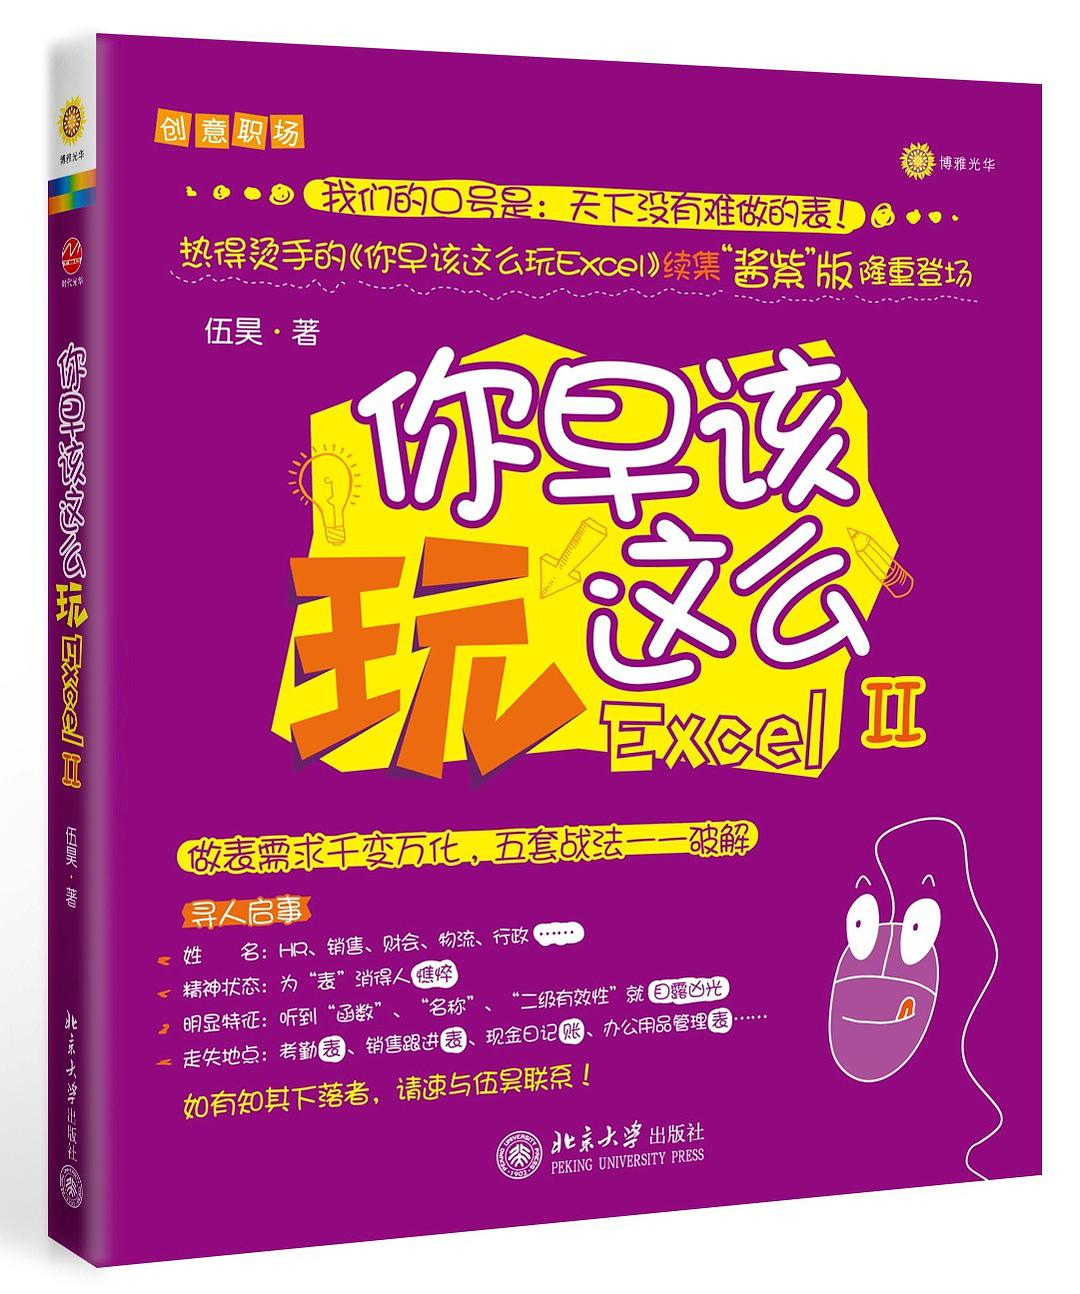 创意职场
博雅光华
我们的口号是：天下没有难做的表！
热得烫手的《你早该这么玩Excel》续集“酱紫”版隆重登场
伍昊·著
你早该
这么
玩
Excel II
做表需求千变万化，五套战法一一破解
寻人启事
姓 名：HR、销售、财会、物流、行政……
精神状态：为“表”消得人憔悴
明显特征：听到“函数”、“名称”、“二级有效性”就目露凶光
走失地点：考勤表、销售跟进表、现金日记账、办公用品管理表……
如有知其下落者，请速与伍昊联系！
北京大学出版社
PEKING UNIVERSITY PRESS
博雅光华
时代光华
你早该这么玩Excel II
伍昊·著
北京大学出版社